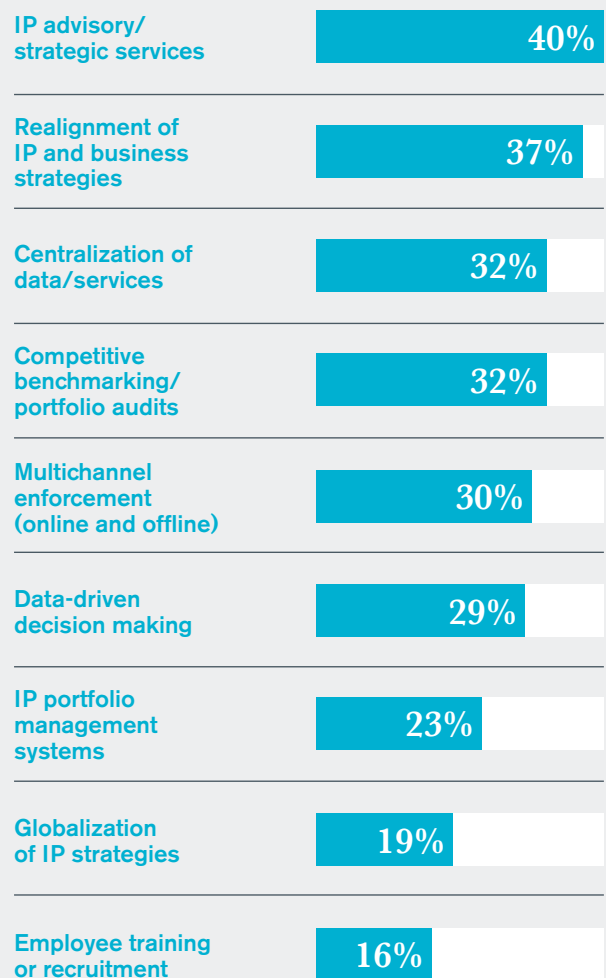 IP advisory/
strategic services
40%
Realignment of
IP and business
strategies
37%
Centralization of
data/services
32%
Competitive
benchmarking/
portfolio audits
32%
Multichannel
enforcement
(online and offline)
30%
Data-driven
decision making
29%
IP portfolio
management
systems
23%
Globalization
of IP strategies
19%
Employee training
or recruitment
16%